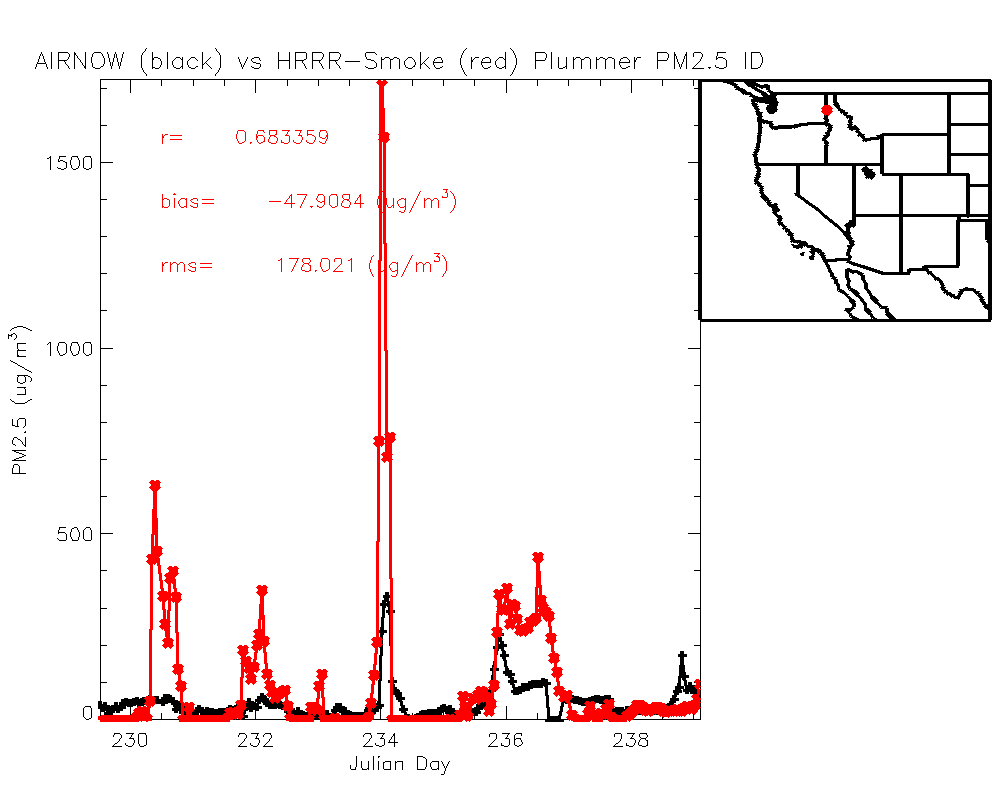 AIRNOW (black) vs HRRR-Smoke (red) Plummer PM2.5 ID
r= 0.683359
bias= -47.9084 (ug/m³)
rms= 178.021 (ug/m³)
PM2.5 (ug/m³)
1500
1000
500
0
230 232 234 236 238
Julian Day